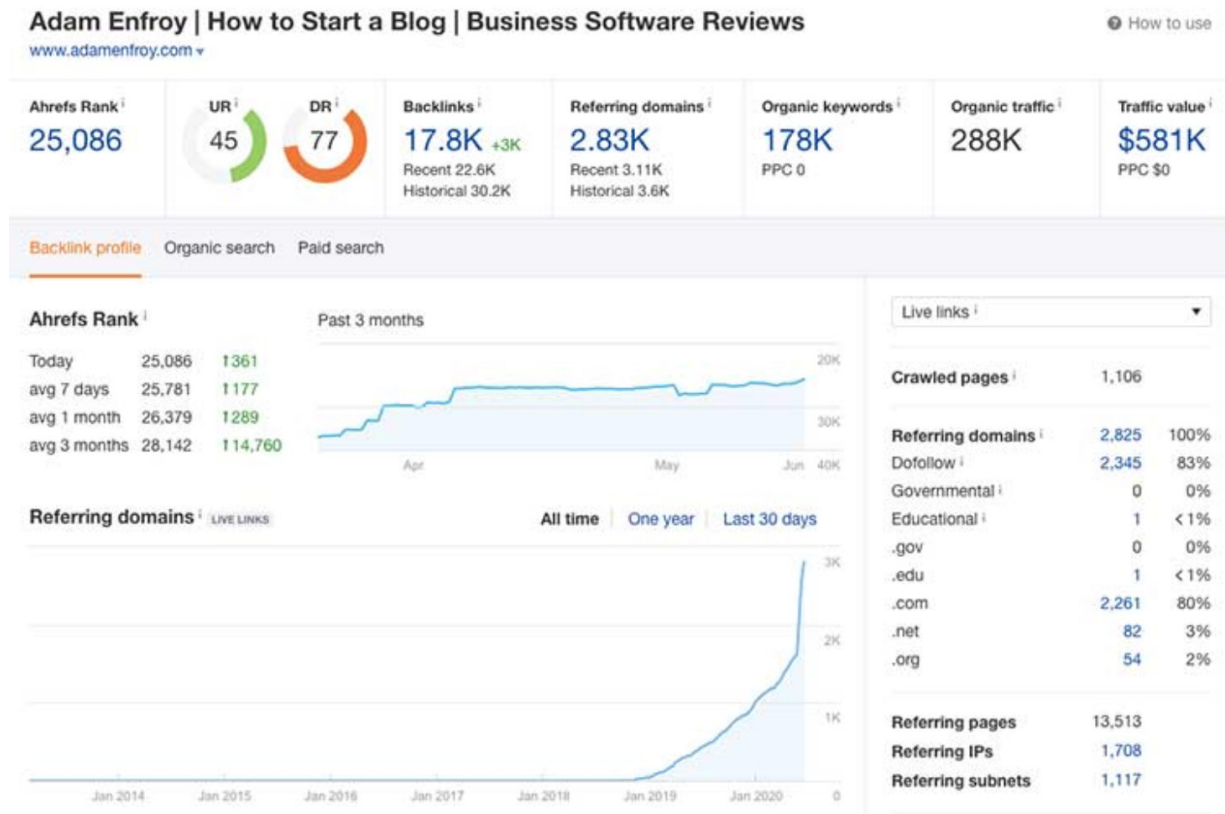 Adam Enfroy | How to Start a Blog | Business Software Reviews
How to use
www.adamenfroy.com
Ahrefs Rank
25,086
UR
45
DR
77
Backlinks
17.8K +3K
Recent 22.6K
Historical 30.2K
Referring domains
2.83K
Recent 3.11K
Historical 3.6K
Organic keywords
178K
PPC 0
Organic traffic
288K
Traffic value
$581K
PPC $0
Backlink profile Organic search Paid search
Ahrefs Rank
Today 25,086 ↑361
avg 7 days 25,781 ↑177
avg 1 month 26,379 ↑289
avg 3 months 28,142 ↑14,760
Past 3 months
20K
30K
Apr May Jun 40K
Referring domains LIVE LINKS
All time One year Last 30 days
3K
2K
1K
Jan 2014 Jan 2015 Jan 2016 Jan 2017 Jan 2018 Jan 2019 Jan 2020 0
Live links
Crawled pages 1,106
Referring domains 2,825 100%
Dofollow 2,345 83%
Governmental 0 0%
Educational 1 <1%
.gov 0 0%
.edu 1 <1%
.com 2,261 80%
.net 82 3%
.org 54 2%
Referring pages 13,513
Referring IPs 1,708
Referring subnets 1,117